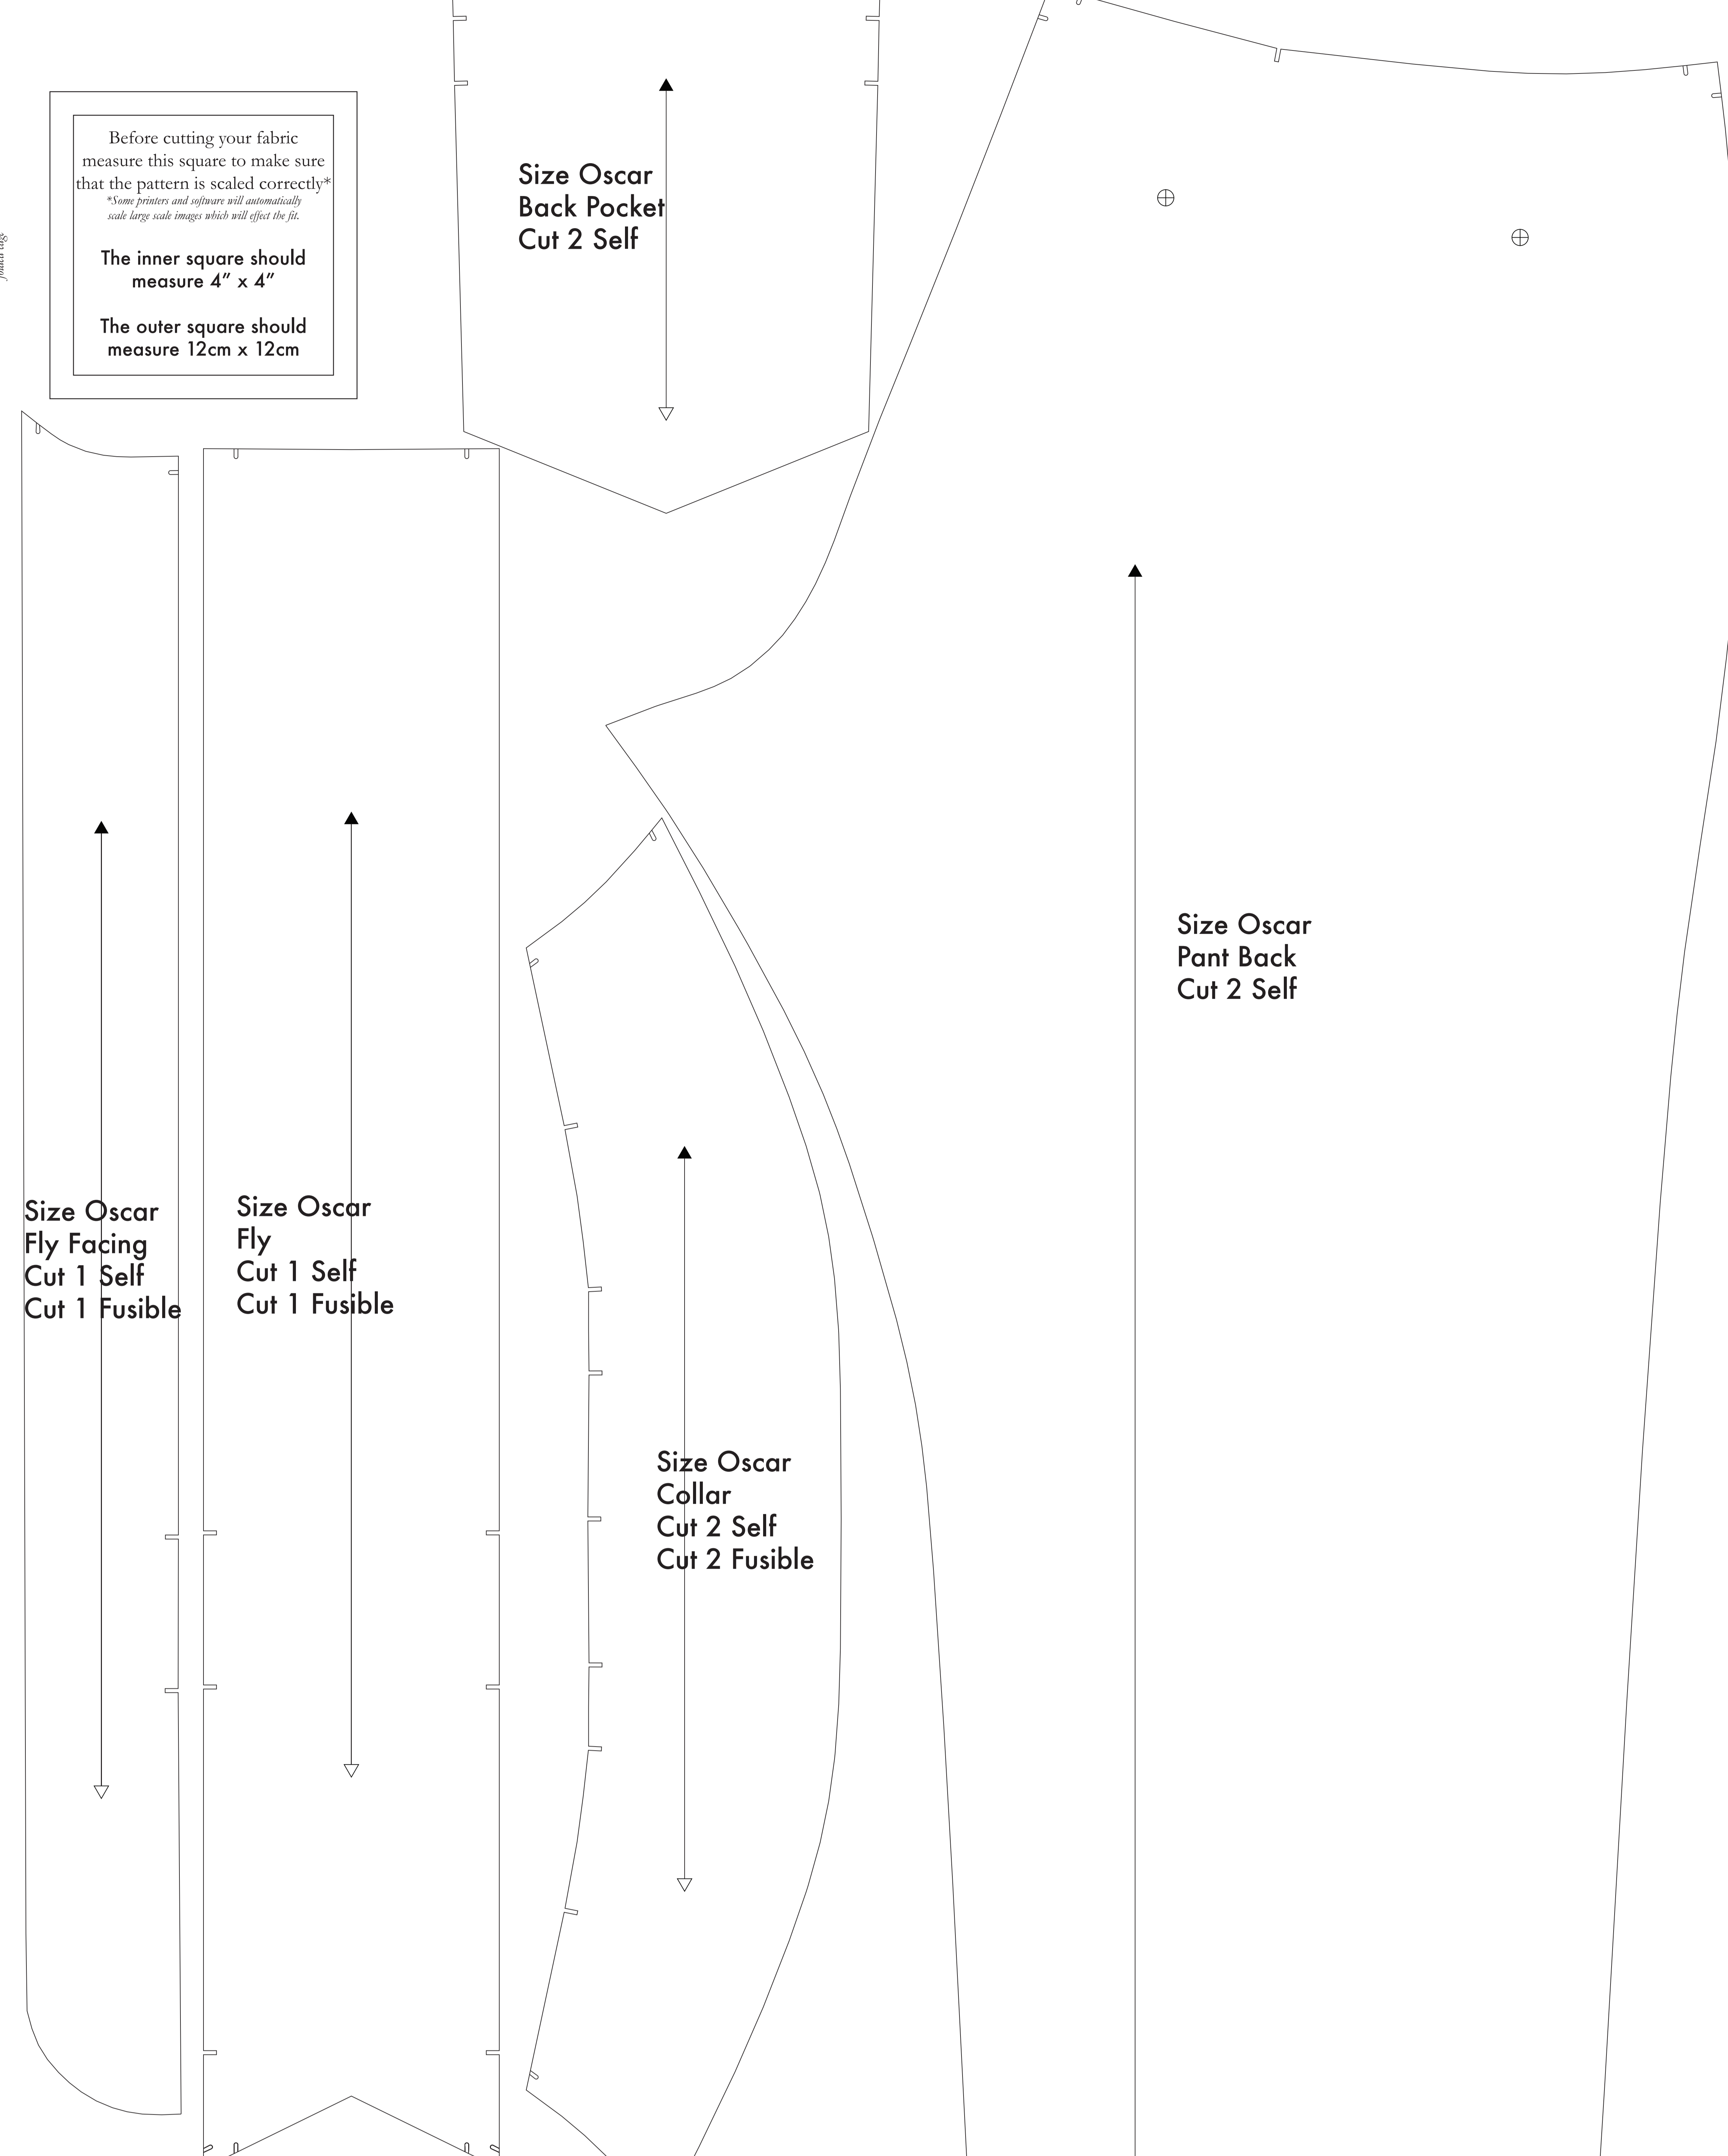 Before cutting your fabric
measure this square to make sure
that the pattern is scaled correctly*
*Some printers and software will automatically
scale large scale images which will effect the fit.
The inner square should
measure 4” x 4”
The outer square should
measure 12cm x 12cm
Size Oscar
Back Pocket
Cut 2 Self
Size Oscar
Pant Back
Cut 2 Self
Size Oscar
Fly Facing
Cut 1 Self
Cut 1 Fusible
Size Oscar
Fly
Cut 1 Self
Cut 1 Fusible
Size Oscar
Collar
Cut 2 Self
Cut 2 Fusible